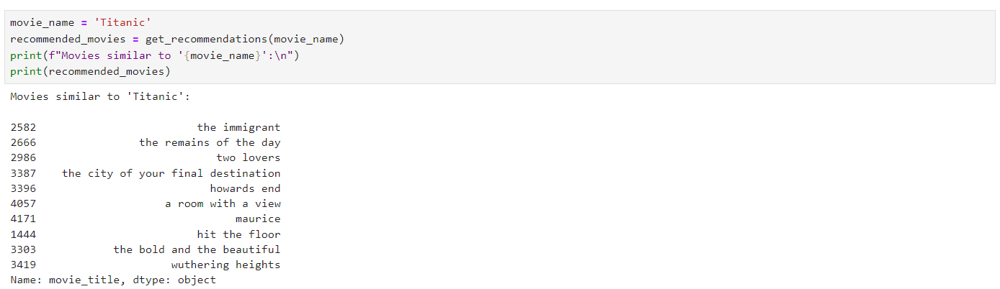 movie_name = 'Titanic'
recommended_movies = get_recommendations(movie_name)
print(f"Movies similar to '{movie_name}':\n")
print(recommended_movies)
Movies similar to 'Titanic':
2582                         the immigrant
2666                the remains of the day
2986                            two lovers
3387    the city of your final destination
3396                           howards end
4057                    a room with a view
4171                               maurice
1444                         hit the floor
3303            the bold and the beautiful
3419                     wuthering heights
Name: movie_title, dtype: object